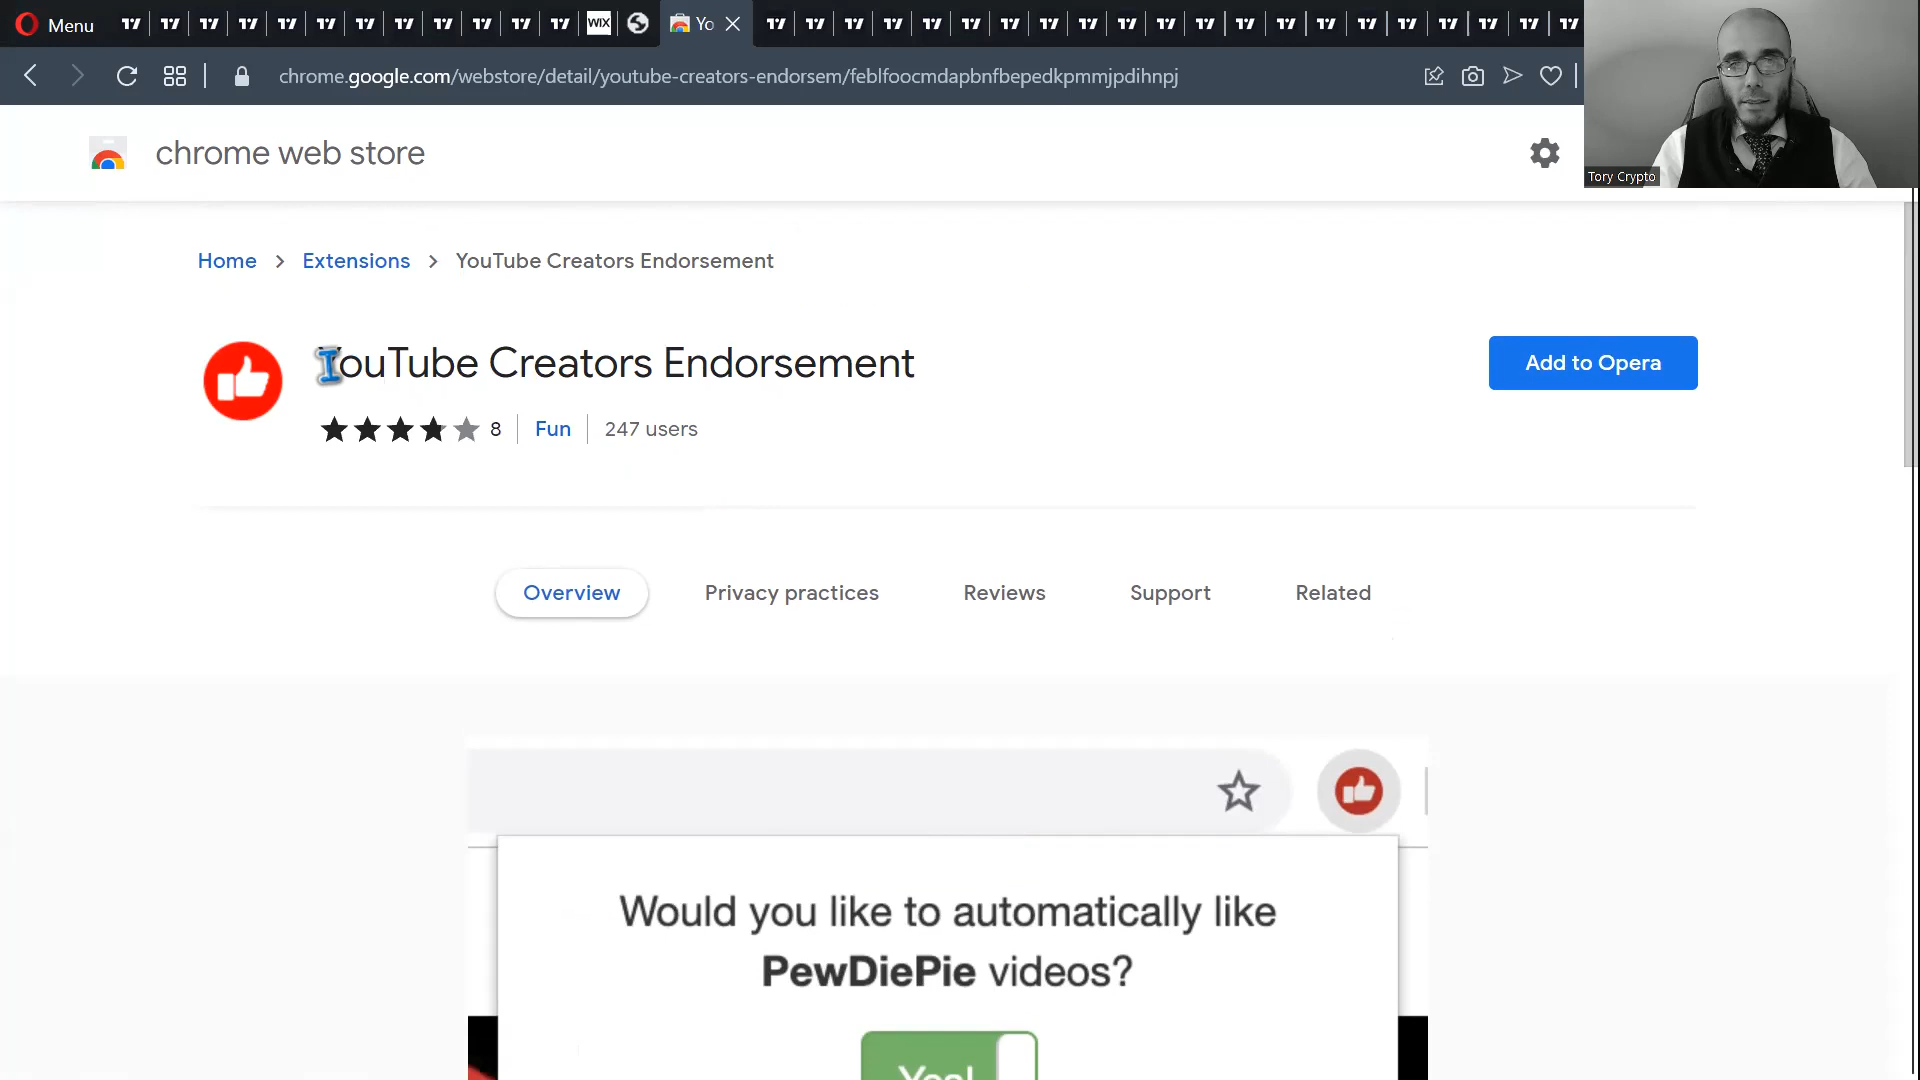 Menu
WIX
Yo
chrome.google.com/webstore/detail/youtube-creators-endorsem/feblfoocmdapbnfbepedkpmmjpdihnpj
Tory Crypto
chrome web store
Home > Extensions > YouTube Creators Endorsement
YouTube Creators Endorsement
Add to Opera
8 Fun 247 users
Overview Privacy practices Reviews Support Related
Would you like to automatically like
PewDiePie videos?
Yes!